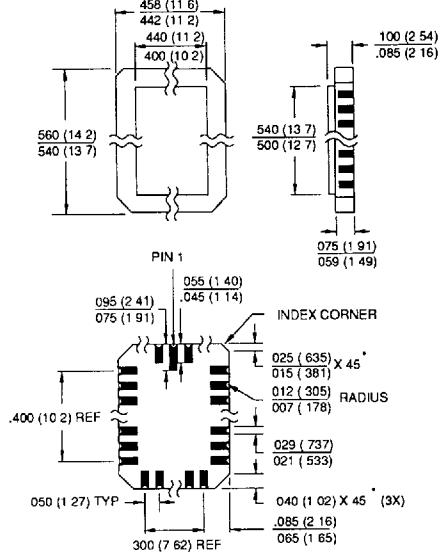 458 (11 6)
442 (11 2)
440 (11 2)
400 (10 2)
100 (2 54)
.085 (2 16)
560 (14 2)
540 (13 7)
540 (13 7)
500 (12 7)
075 (1 91)
059 (1 49)
PIN 1
055 (1 40)
.045 (1 14)
095 (2 41)
075 (1 91)
INDEX CORNER
025 (635)
015 (381) X 45°
012 (305)
007 (178) RADIUS
.400 (10 2) REF
029 (737)
021 (533)
050 (1 27) TYP
040 (1 02) X 45° (3X)
300 (7 62) REF
.085 (2 16)
065 (1 65)